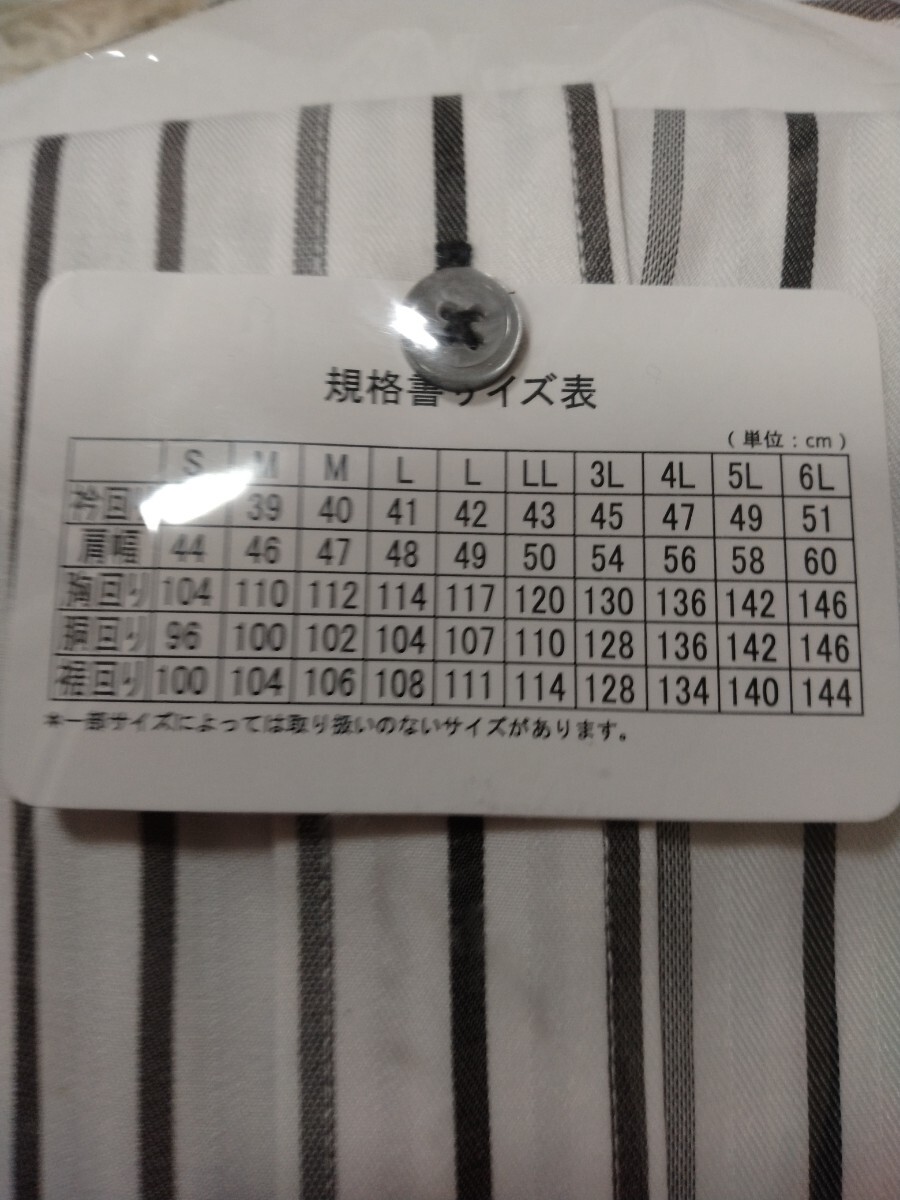 規格書サイズ表
（単位：cm）
S M M L L LL 3L 4L 5L 6L
衿回り 39 40 41 42 43 45 47 49 51
肩幅 44 46 47 48 49 50 54 56 58 60
胸回り 104 110 112 114 117 120 130 136 142 146
胴回り 96 100 102 104 107 110 128 136 142 146
裾回り 100 104 106 108 111 114 128 134 140 144
*一部サイズによっては取り扱いのないサイズがあります。